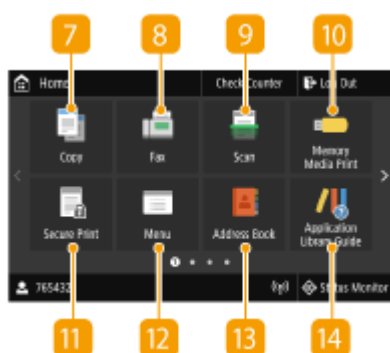 7 8 9 10
Home Check Counter Log Out
Copy Fax Scan Memory
Media Print
Secure Print Menu Address Book Application
Library Guide
765432 Status Monitor
11 12 13 14